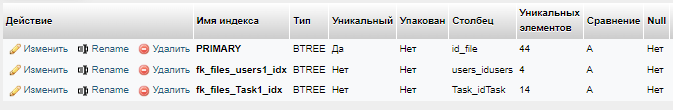 Действие Имя индекса Тип Уникальный Упакован Столбец Уникальных элементов Сравнение Null
Изменить Rename Удалить PRIMARY BTREE Да Нет id_file 44 A Нет
Изменить Rename Удалить fk_files_users1_idx BTREE Нет Нет users_idusers 4 A Нет
Изменить Rename Удалить fk_files_Task1_idx BTREE Нет Нет Task_idTask 14 A Нет